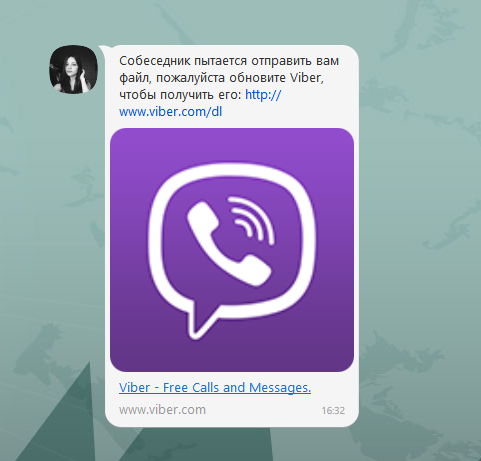 Собеседник пытается отправить вам
файл, пожалуйста обновите Viber,
чтобы получить его: http://
www.viber.com/dl
Viber - Free Calls and Messages.
www.viber.com
16:32